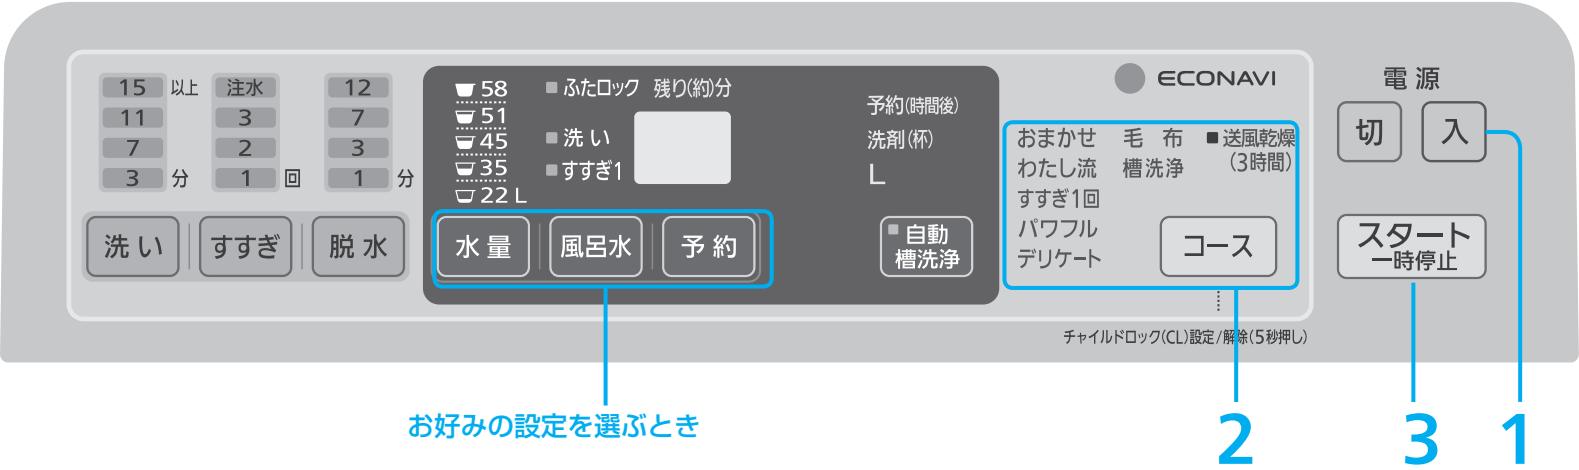 15 以上
11
7
3 分
注水
3
2
1 回
12
7
3
1 分
洗い
すすぎ
脱水
58
51
45
35
22 L
ふたロック
洗い
すすぎ1
残り(約)分
予約(時間後)
洗剤(杯)
L
水量
風呂水
予約
自動
槽洗浄
ECONAVI
おまかせ
わたし流
すすぎ1回
パワフル
デリケート
毛布
槽洗浄
送風乾燥
(3時間)
コース
チャイルドロック(CL)設定/解除(5秒押し)
電源
切
入
スタート
一時停止
お好みの設定を選ぶとき
2
3
1